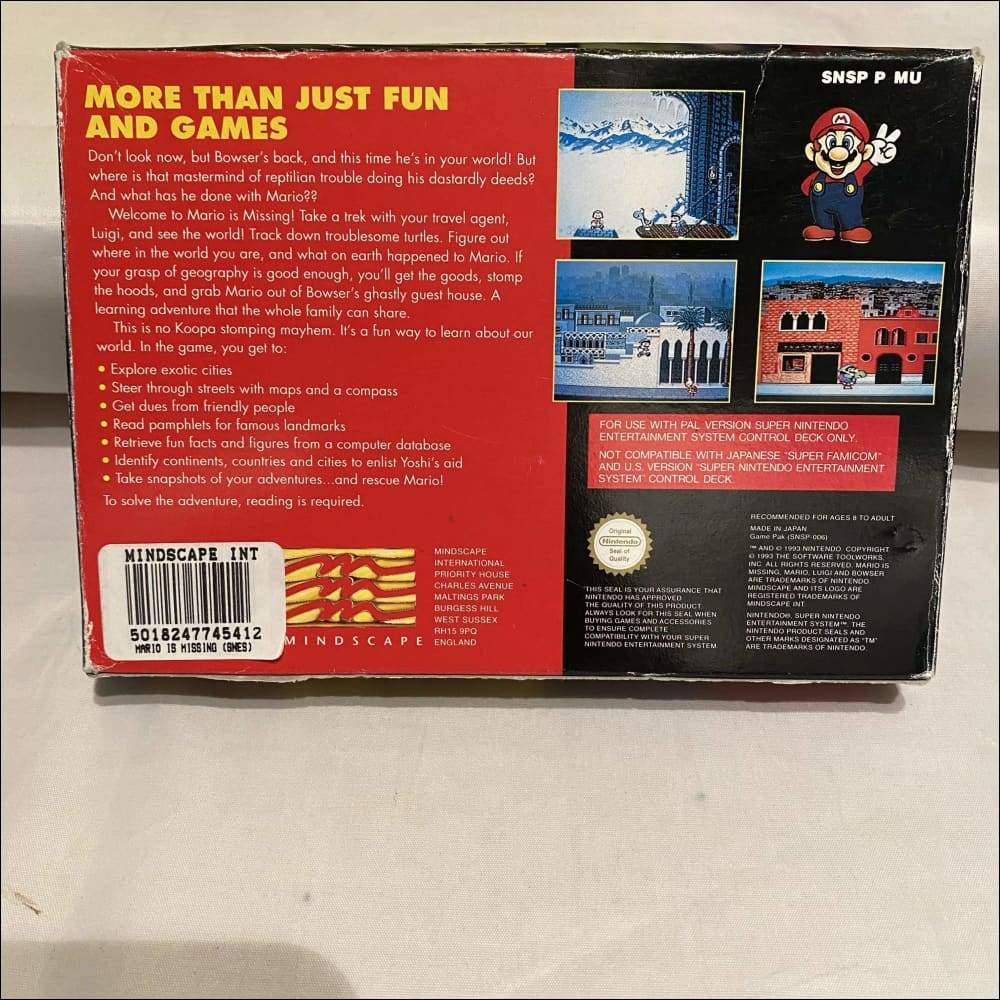 SNSP P MU
MORE THAN JUST FUN
AND GAMES
Don't look now, but Bowser's back, and this time he's in your world! But
where is that mastermind of reptilian trouble doing his dastardly deeds?
And what has he done with Mario??
Welcome to Mario is Missing! Take a trek with your travel agent,
Luigi, and see the world! Track down troublesome turtles. Figure out
where in the world you are, and what on earth happened to Mario. If
your grasp of geography is good enough, you'll get the goods, stomp
the hoods, and grab Mario out of Bowser's ghastly guest house. A
learning adventure that the whole family can share.
This is no Koopa stomping mayhem. It's a fun way to learn about our
world. In the game, you get to:
• Explore exotic cities
• Steer through streets with maps and a compass
• Get dues from friendly people
• Read pamphlets for famous landmarks
• Retrieve fun facts and figures from a computer database
• Identify continents, countries and cities to enlist Yoshi's aid
• Take snapshots of your adventures...and rescue Mario!
To solve the adventure, reading is required.
MINDSCAPE INT
5018247745412
MARIO IS MISSING (SNES)
MINDSCAPE
MINDSCAPE
INTERNATIONAL
PRIORITY HOUSE
CHARLES AVENUE
MALTINGS PARK
BURGESS HILL
WEST SUSSEX
RH15 9PQ
ENGLAND
M
FOR USE WITH PAL VERSION SUPER NINTENDO
ENTERTAINMENT SYSTEM CONTROL DECK ONLY.
NOT COMPATIBLE WITH JAPANESE "SUPER FAMICOM"
AND U.S. VERSION "SUPER NINTENDO ENTERTAINMENT
SYSTEM" CONTROL DECK.
Original
Nintendo
Seal of
Quality
THIS SEAL IS YOUR ASSURANCE THAT
NINTENDO HAS APPROVED
THE QUALITY OF THIS PRODUCT
ALWAYS LOOK FOR THIS SEAL WHEN
BUYING GAMES AND ACCESSORIES
TO ENSURE COMPLETE
COMPATIBILITY WITH YOUR SUPER
NINTENDO ENTERTAINMENT SYSTEM
RECOMMENDED FOR AGES 8 TO ADULT
MADE IN JAPAN
Game Pak (SNSP-006)
™ AND © 1993 NINTENDO. COPYRIGHT
© 1993 THE SOFTWARE TOOLWORKS,
INC. ALL RIGHTS RESERVED. MARIO IS
MISSING, MARIO, LUIGI AND BOWSER
ARE TRADEMARKS OF NINTENDO
MINDSCAPE AND ITS LOGO ARE
REGISTERED TRADEMARKS OF
MINDSCAPE INT
NINTENDO®, SUPER NINTENDO
ENTERTAINMENT SYSTEM™, THE
NINTENDO PRODUCT SEALS AND
OTHER MARKS DESIGNATED AS "TM"
ARE TRADEMARKS OF NINTENDO